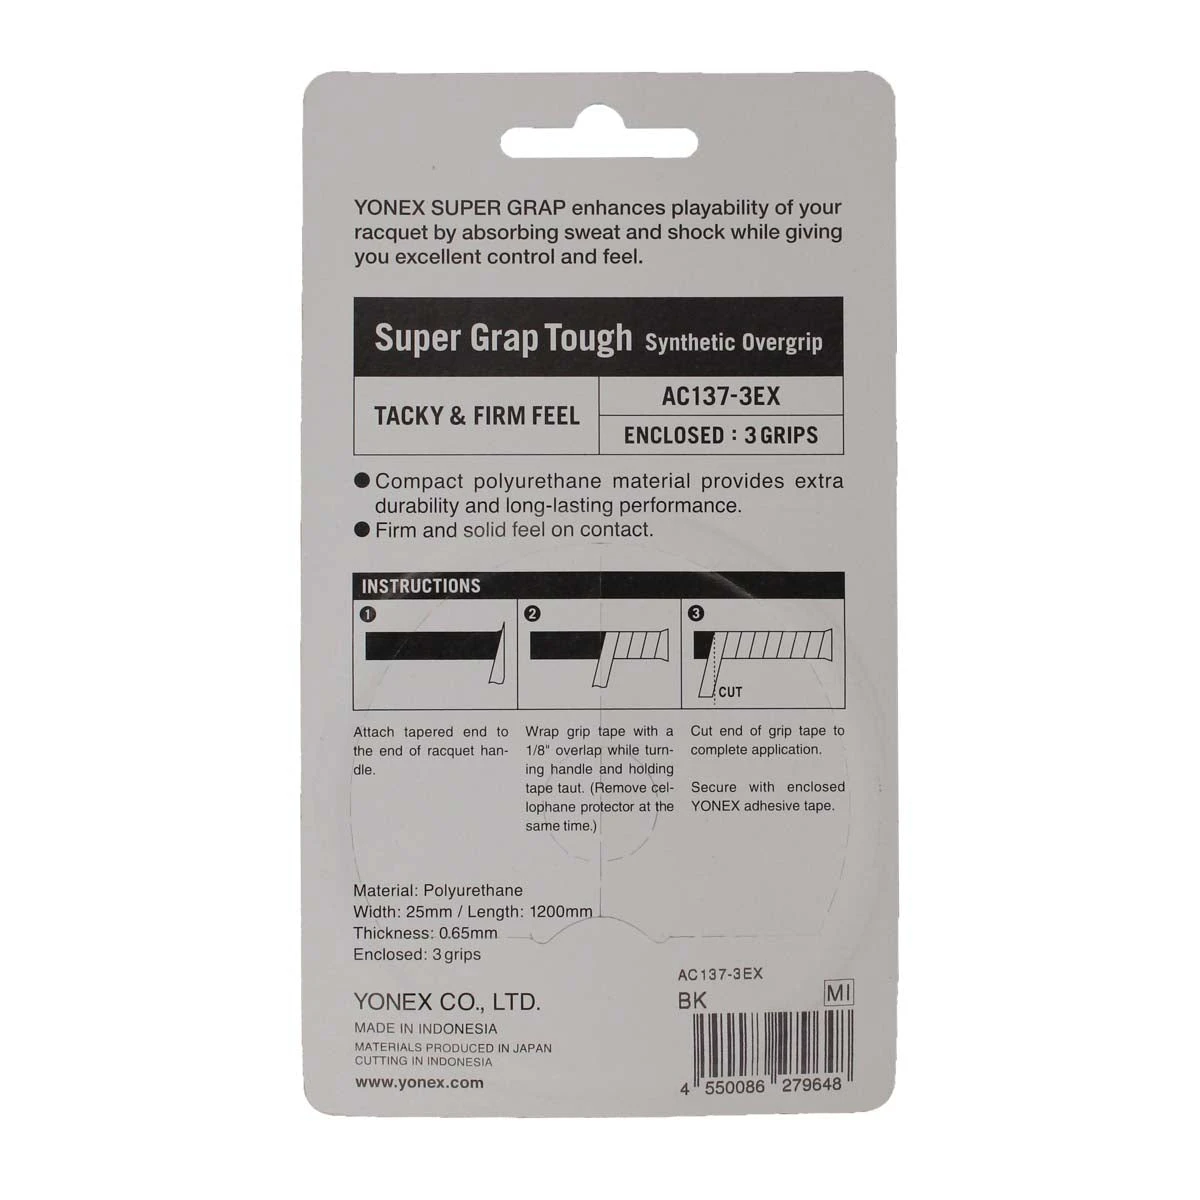 YONEX SUPER GRAP enhances playability of your
racquet by absorbing sweat and shock while giving
you excellent control and feel.
Super Grap Tough Synthetic Overgrip
TACKY & FIRM FEEL
AC137-3EX
ENCLOSED : 3 GRIPS
● Compact polyurethane material provides extra
durability and long-lasting performance.
● Firm and solid feel on contact.
INSTRUCTIONS
1
2
3
CUT
Attach tapered end to
the end of racquet han-
dle.
Wrap grip tape with a
1/8" overlap while turn-
ing handle and holding
tape taut. (Remove cel-
lophane protector at the
same time.)
Cut end of grip tape to
complete application.
Secure with enclosed
YONEX adhesive tape.
Material: Polyurethane
Width: 25mm / Length: 1200mm
Thickness: 0.65mm
Enclosed: 3 grips
YONEX CO., LTD.
MADE IN INDONESIA
MATERIALS PRODUCED IN JAPAN
CUTTING IN INDONESIA
www.yonex.com
AC137-3EX
BK
MI
4 550086 279648